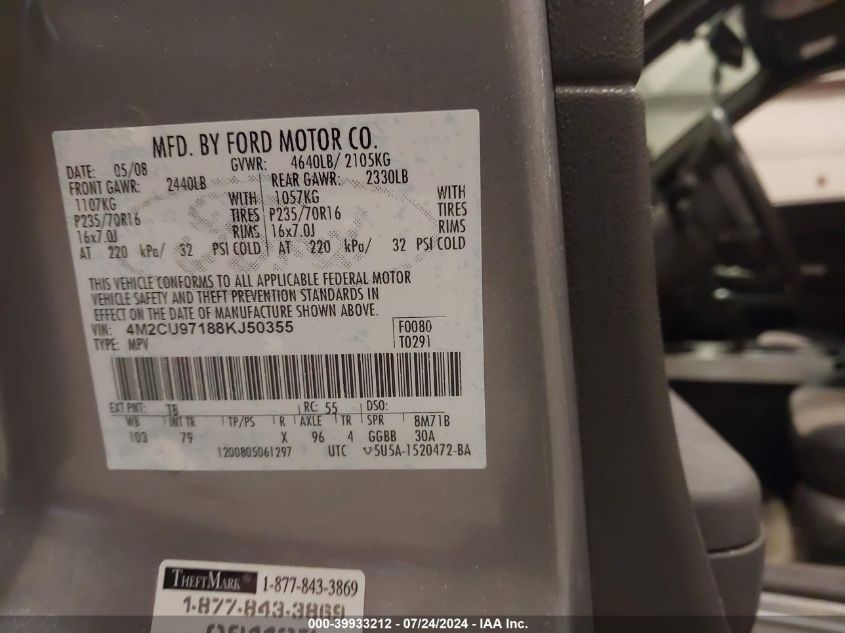 MFD. BY FORD MOTOR CO.
DATE: 05/08 GVWR: 4640LB/ 2105KG
FRONT GAWR: 2440LB REAR GAWR: 2330LB
1107KG WITH 1057KG WITH
P235/70R16 TIRES P235/70R16 TIRES
16x7.0J RIMS 16x7.0J RIMS
AT 220 kPa/ 32 PSI COLD AT 220 kPa/ 32 PSI COLD
THIS VEHICLE CONFORMS TO ALL APPLICABLE FEDERAL MOTOR
VEHICLE SAFETY AND THEFT PREVENTION STANDARDS IN
EFFECT ON THE DATE OF MANUFACTURE SHOWN ABOVE.
VIN: 4M2CU97188KJ50355 F0080
TYPE: MPV T0291
EXT PNT: T8 RC: 55 DSO:
WB INT TR TP/PS R AXLE TR SPR 8M71B
103 79 X 96 4 GGBB 30A
1200805061297 UTC V5U5A-1520472-BA
THEFTMARK® 1-877-843-3869
1-877-843-3869
000-39933212 - 07/24/2024 - IAA, Inc.